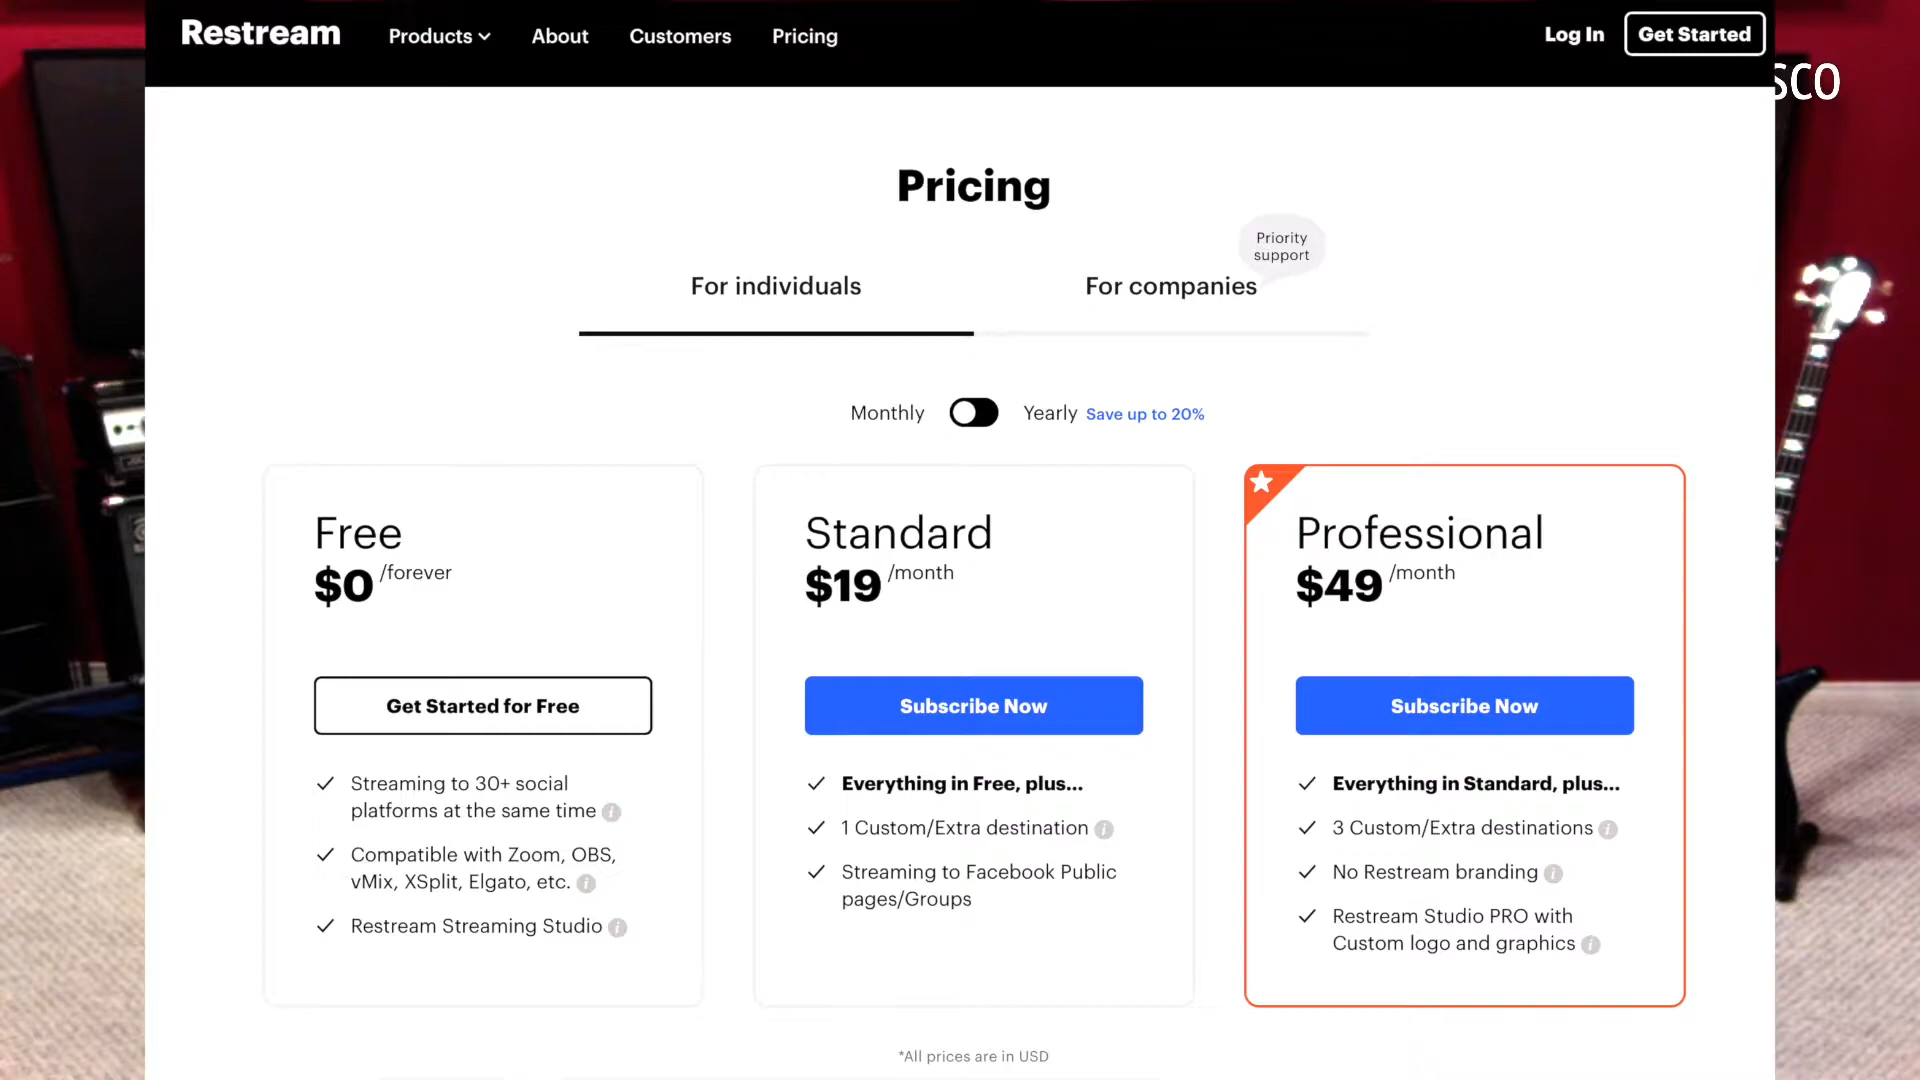 Restream
Products
About
Customers
Pricing
Log In
Get Started
SCO
Pricing
Priority
support
For individuals
For companies
Monthly
Yearly
Save up to 20%
Free
$0 /forever
Get Started for Free
Streaming to 30+ social
platforms at the same time
Compatible with Zoom, OBS,
vMix, XSplit, Elgato, etc.
Restream Streaming Studio
Standard
$19 /month
Subscribe Now
Everything in Free, plus...
1 Custom/Extra destination
Streaming to Facebook Public
pages/Groups
Professional
$49 /month
Subscribe Now
Everything in Standard, plus...
3 Custom/Extra destinations
No Restream branding
Restream Studio PRO with
Custom logo and graphics
*All prices are in USD